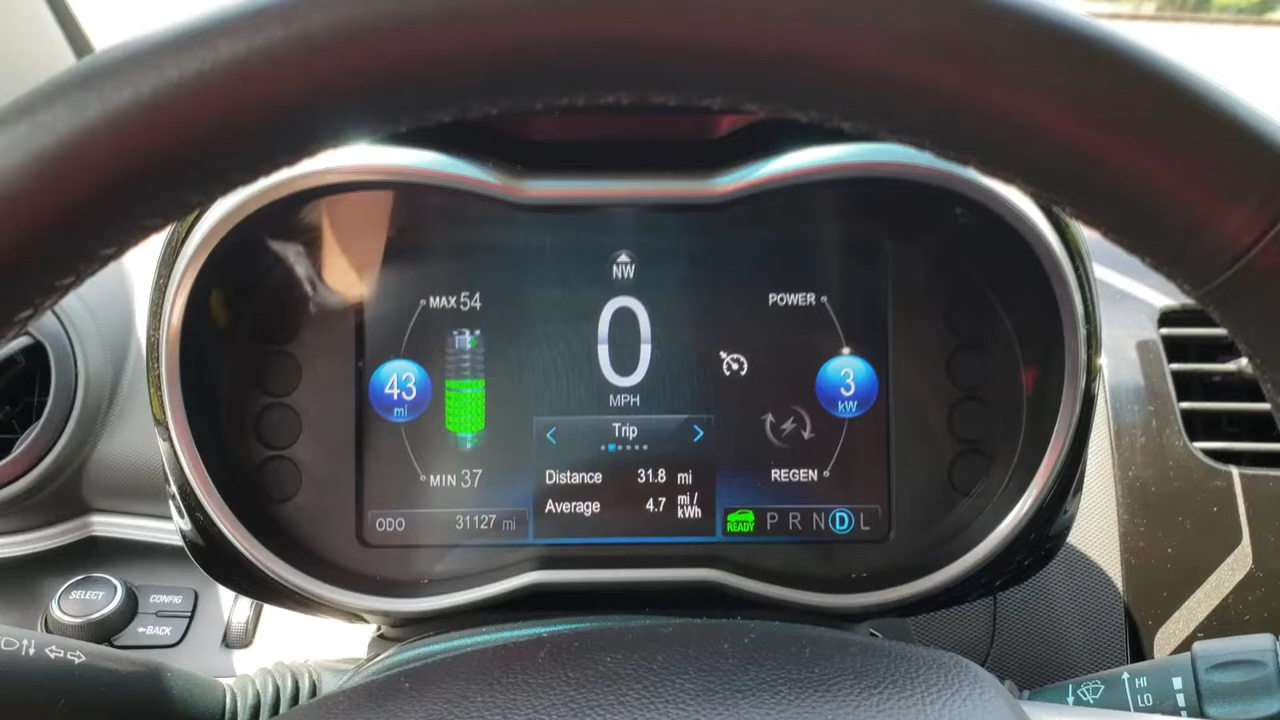 NW
MAX 54
0
POWER
43
mi
MPH
3
kW
Trip
MIN 37
REGEN
Distance 31.8 mi
Average 4.7 mi/kWh
ODO 31127 mi
READY
P R N D L
SELECT
CONFIG
BACK
HI
LO